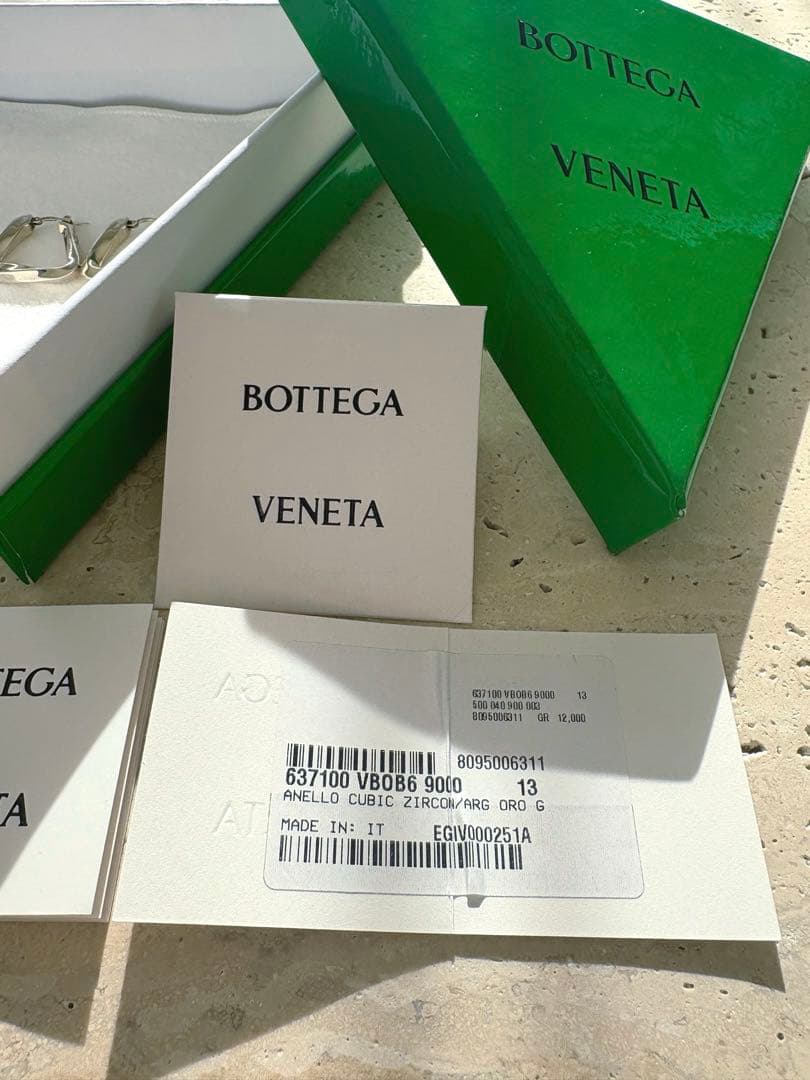 BOTTEGA
VENETA
BOTTEGA
VENETA
EGA
TA
637100 VBOB6 9000 13
500 040 900 003
8095006311 GR 12,000
8095006311
637100 VBOB6 9000 13
ANELLO CUBIC ZIRCON/ARG ORO G
MADE IN: IT EGIV000251A